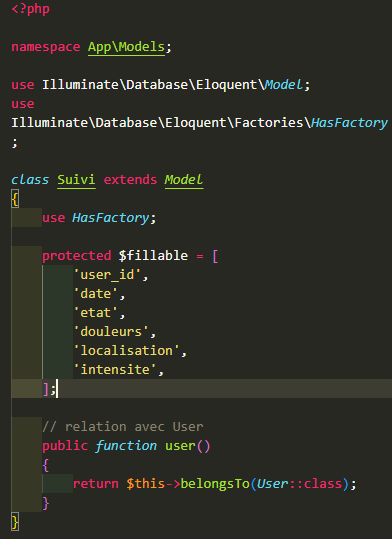 <?php
namespace App\Models;
use Illuminate\Database\Eloquent\Model;
use
Illuminate\Database\Eloquent\Factories\HasFactory
;
class Suivi extends Model
{
    use HasFactory;
    protected $fillable = [
        'user_id',
        'date',
        'etat',
        'douleurs',
        'localisation',
        'intensite',
    ];
    // relation avec User
    public function user()
    {
        return $this->belongsTo(User::class);
    }
}